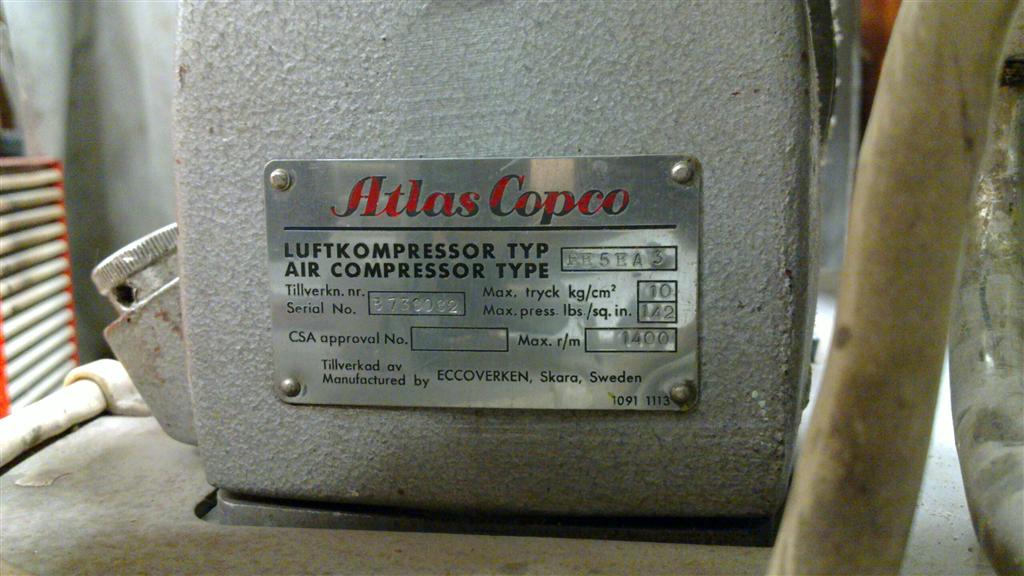 Atlas Copco
LUFTKOMPRESSOR TYP
AIR COMPRESSOR TYPE
Tillverkn. nr.
Serial No.
Max. tryck kg/cm² 10
Max. press. lbs./sq. in. 142
CSA approval No. Max. r/m 1400
Tillverkad av
Manufactured by ECCOVERKEN, Skara, Sweden
1091 1113